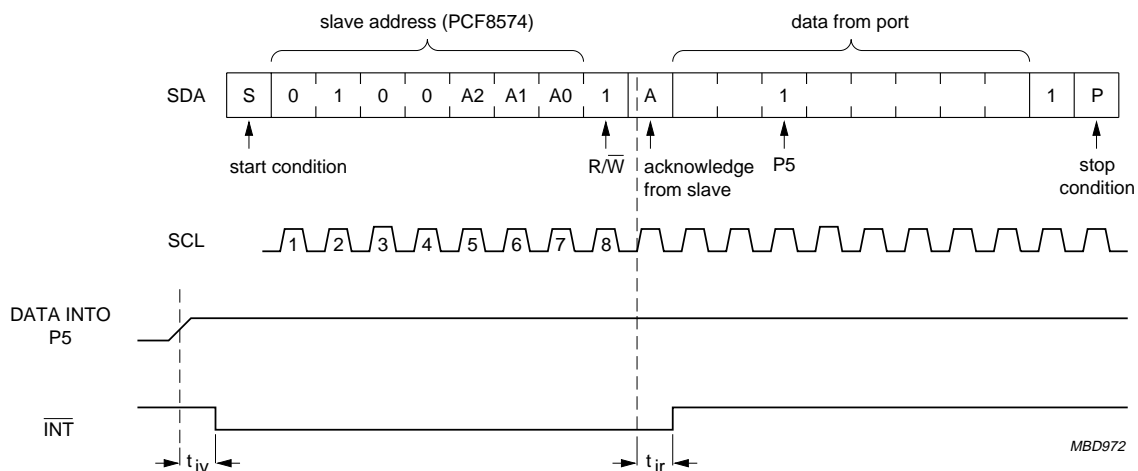 slave address (PCF8574) data from port
SDA S 0 1 0 0 A2 A1 A0 1 A 1 1 P
start condition R/W acknowledge from slave P5 stop condition
SCL 1 2 3 4 5 6 7 8
DATA INTO P5
INT
t iv t ir
MBD972